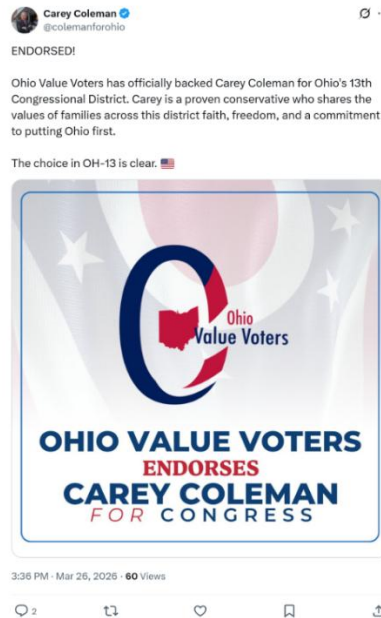 Carey Coleman
@colemanforohio
ENDORSED!
Ohio Value Voters has officially backed Carey Coleman for Ohio's 13th
Congressional District. Carey is a proven conservative who shares the
values of families across this district faith, freedom, and a commitment
to putting Ohio first.
The choice in OH-13 is clear. 🇺🇸
Ohio
Value Voters
OHIO VALUE VOTERS
ENDORSES
CAREY COLEMAN
FOR CONGRESS
3:36 PM · Mar 26, 2026 · 60 Views
2